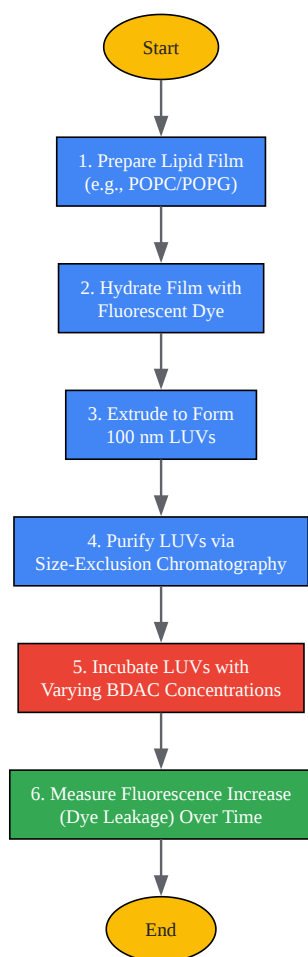 Start
1. Prepare Lipid Film
(e.g., POPC/POPG)
2. Hydrate Film with
Fluorescent Dye
3. Extrude to Form
100 nm LUVs
4. Purify LUVs via
Size-Exclusion Chromatography
5. Incubate LUVs with
Varying BDAC Concentrations
6. Measure Fluorescence Increase
(Dye Leakage) Over Time
End